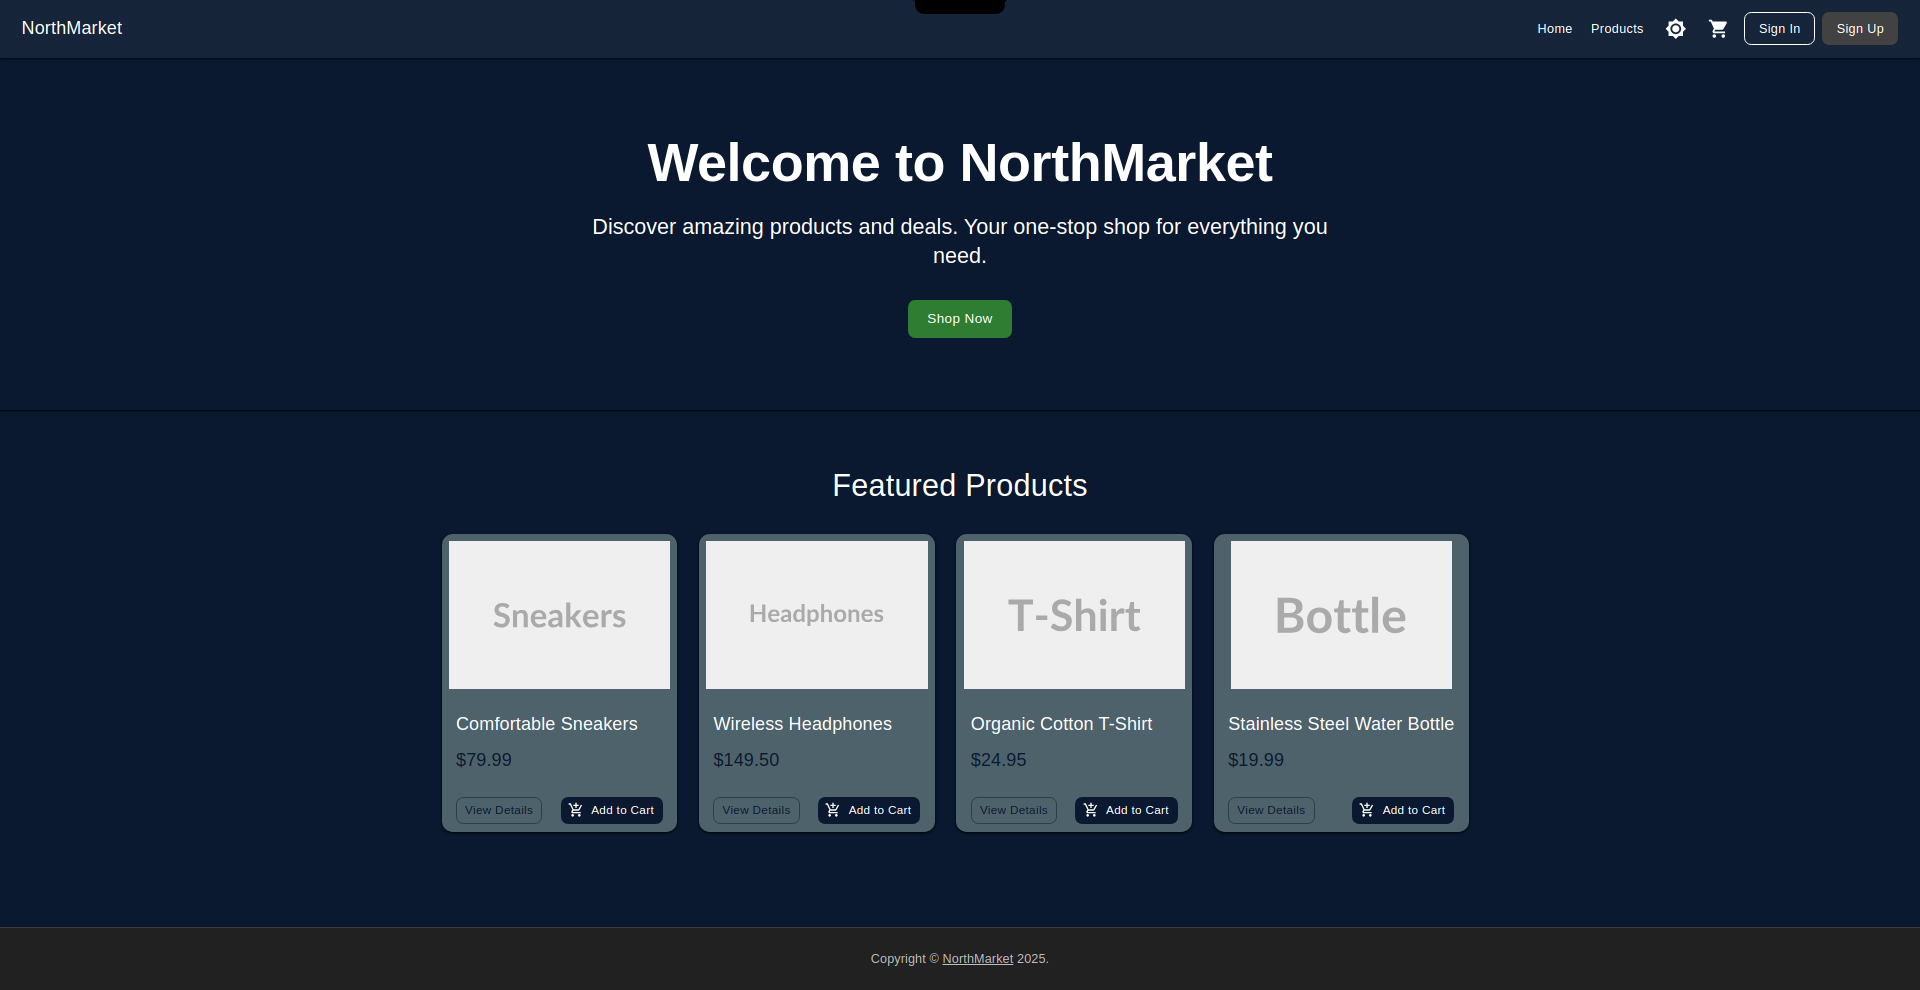 NorthMarket
Home
Products
Sign In
Sign Up
Welcome to NorthMarket
Discover amazing products and deals. Your one-stop shop for everything you
need.
Shop Now
Featured Products
Sneakers
Headphones
T-Shirt
Bottle
Comfortable Sneakers
Wireless Headphones
Organic Cotton T-Shirt
Stainless Steel Water Bottle
$79.99
$149.50
$24.95
$19.99
View Details
Add to Cart
View Details
Add to Cart
View Details
Add to Cart
View Details
Add to Cart
Copyright © NorthMarket 2025.